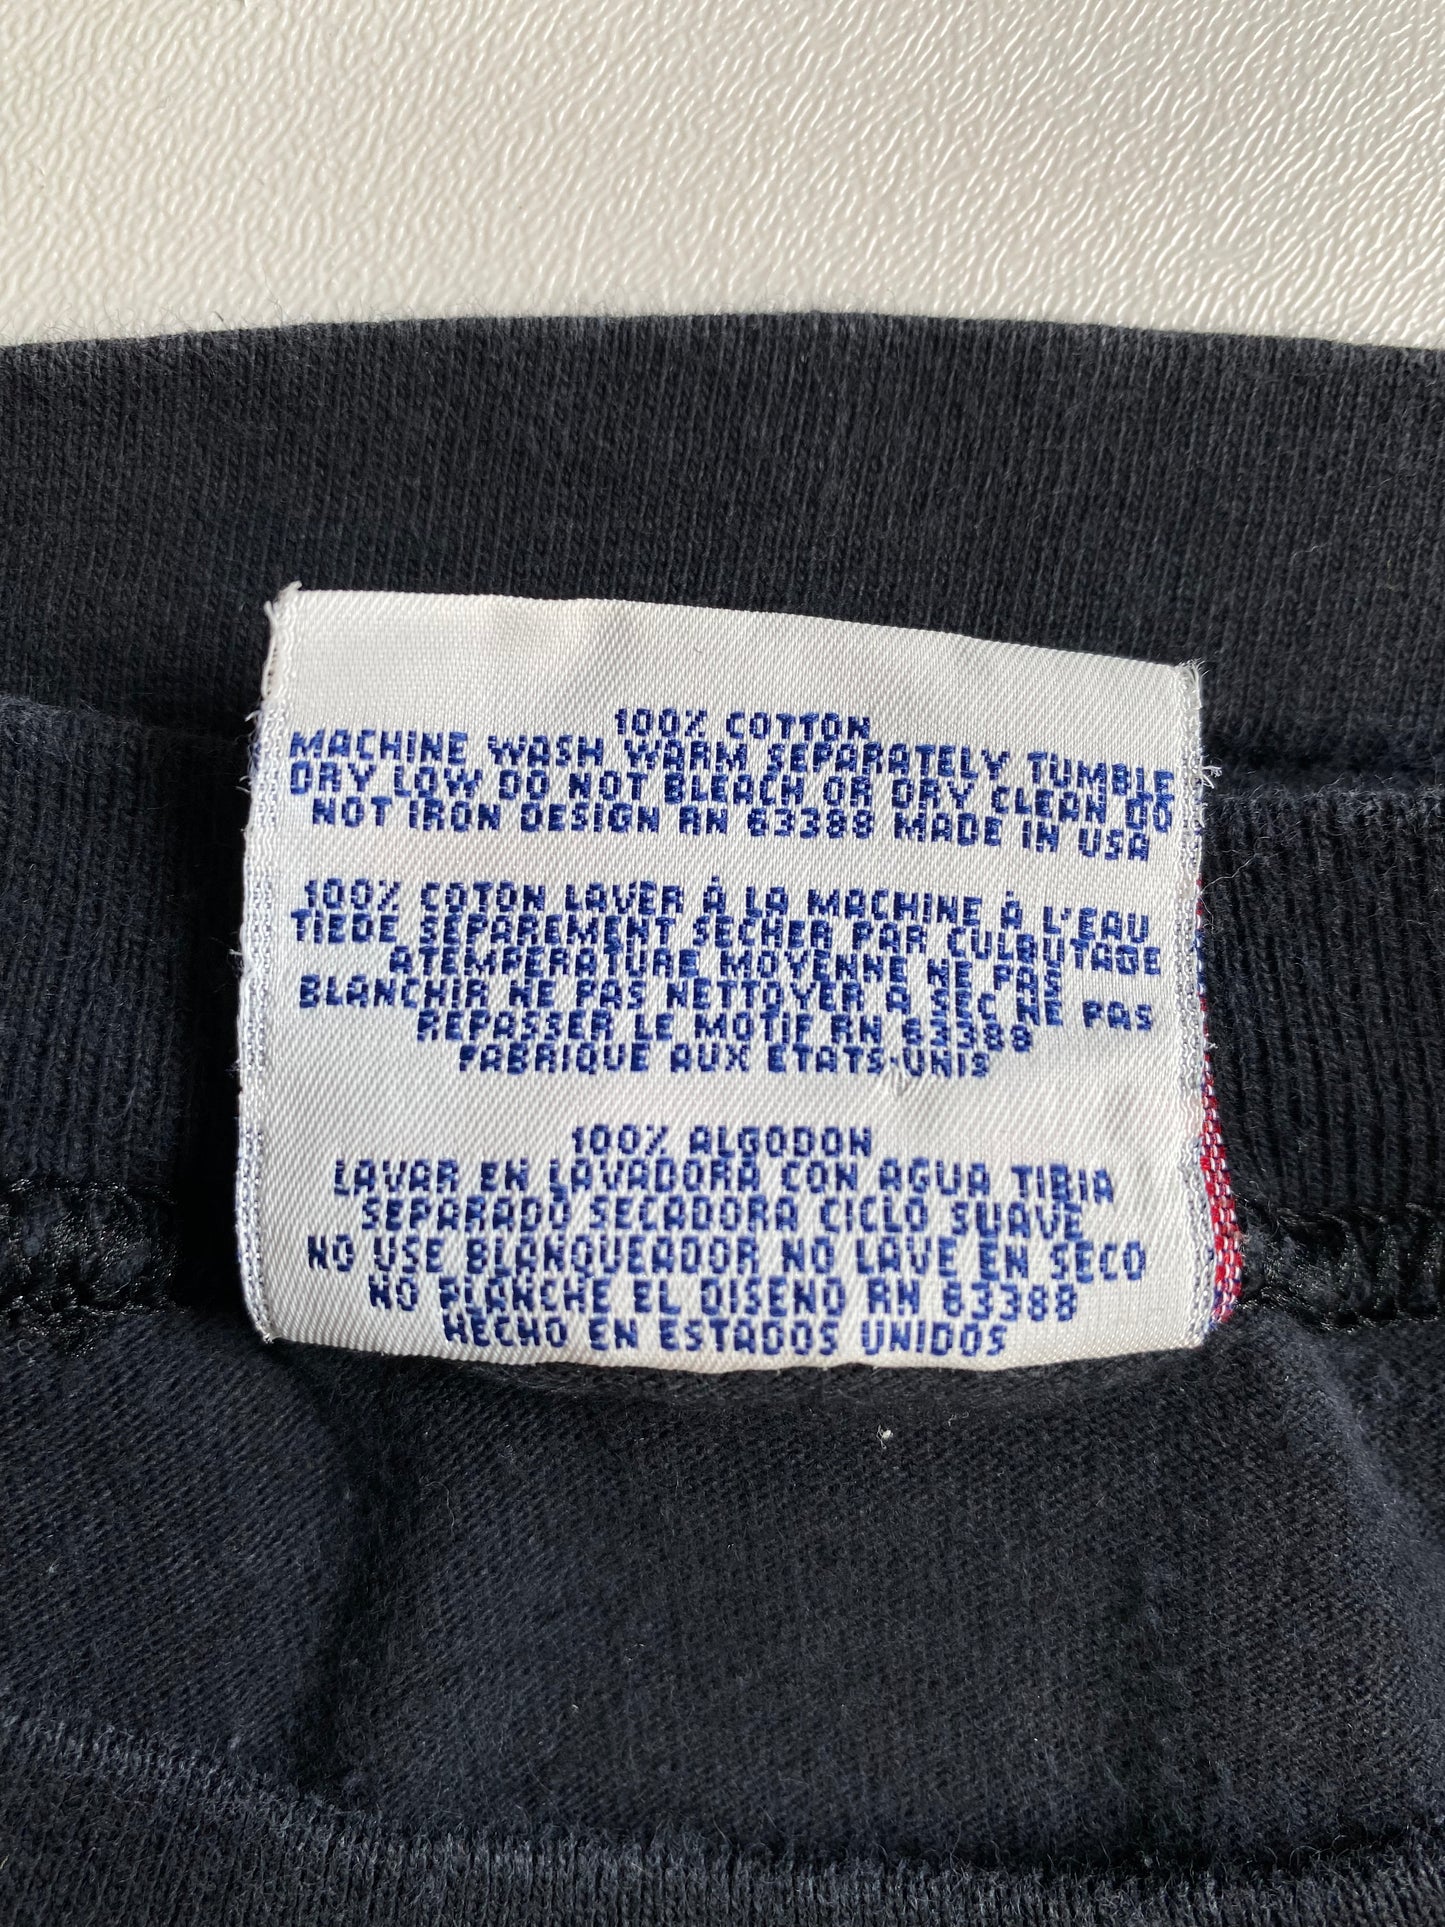 100% COTTON
MACHINE WASH WARM SEPARATELY TUMBLE
DRY LOW DO NOT BLEACH OR DRY CLEAN DO
NOT IRON DESIGN RN 63388 MADE IN USA
100% COTON LAVER À LA MACHINE À L'EAU
TIEDE SEPAREMENT SECHER PAR CULBUTAGE
ATEMPERATURE MOYENNE NE PAS
BLANCHIR NE PAS NETTOYER A SEC NE PAS
REPASSER LE MOTIF RN 63388
FABRIQUE AUX ETATS-UNIS
100% ALGODON
LAVAR EN LAVADORA CON AGUA TIBIA
SEPARADO SECADORA CICLO SUAVE
NO USE BLANQUEADOR NO LAVE EN SECO
NO PLANCHE EL DISENO RN 63388
HECHO EN ESTADOS UNIDOS